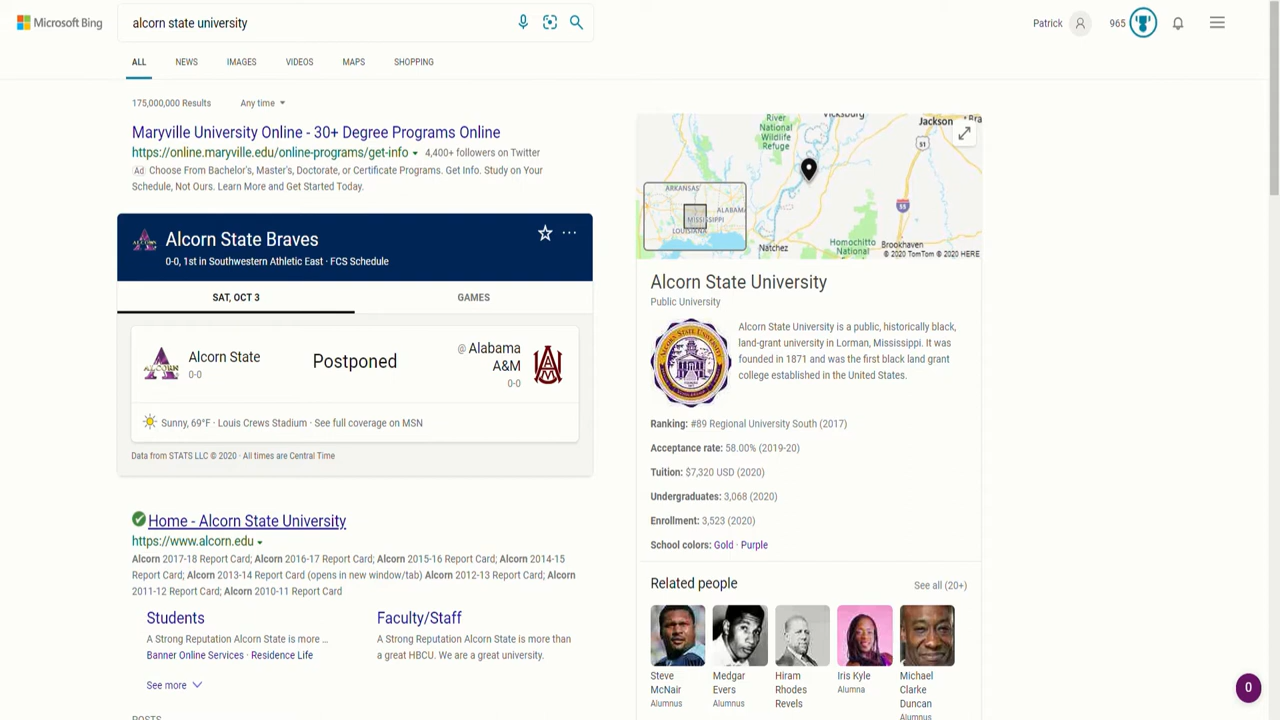 Microsoft Bing
alcorn state university
Patrick
965
ALL
NEWS
IMAGES
VIDEOS
MAPS
SHOPPING
175,000,000 Results
Any time
Maryville University Online - 30+ Degree Programs Online
https://online.maryville.edu/online-programs/get-info
4,400+ followers on Twitter
Ad Choose From Bachelor's, Master's, Doctorate, or Certificate Programs. Get Info. Study on Your
Schedule, Not Ours. Learn More and Get Started Today.
Alcorn State Braves
0-0, 1st in Southwestern Athletic East · FCS Schedule
SAT, OCT 3
GAMES
Alcorn State
0-0
Postponed
@ Alabama
A&M
0-0
Sunny, 69°F · Louis Crews Stadium · See full coverage on MSN
Data from STATS LLC © 2020 · All times are Central Time
Home - Alcorn State University
https://www.alcorn.edu
Alcorn 2017-18 Report Card; Alcorn 2016-17 Report Card; Alcorn 2015-16 Report Card; Alcorn 2014-15
Report Card; Alcorn 2013-14 Report Card (opens in new window/tab) Alcorn 2012-13 Report Card; Alcorn
2011-12 Report Card; Alcorn 2010-11 Report Card
Students
A Strong Reputation Alcorn State is more ...
Banner Online Services · Residence Life
Faculty/Staff
A Strong Reputation Alcorn State is more than
a great HBCU. We are a great university.
See more
POSTS
Vicksburg
Jackson
River
National
Wildlife
Refuge
51
55
ARKANSAS
ALABAMA
MISSISSIPPI
LOUISIANA
Natchez
Homochitto
National
Brookhaven
© 2020 TomTom © 2020 HERE
Alcorn State University
Public University
Alcorn State University is a public, historically black,
land-grant university in Lorman, Mississippi. It was
founded in 1871 and was the first black land grant
college established in the United States.
Ranking: #89 Regional University South (2017)
Acceptance rate: 58.00% (2019-20)
Tuition: $7,320 USD (2020)
Undergraduates: 3,068 (2020)
Enrollment: 3,523 (2020)
School colors: Gold · Purple
Related people
See all (20+)
Steve
McNair
Alumnus
Medgar
Evers
Alumnus
Hiram
Rhodes
Revels
Iris Kyle
Alumna
Michael
Clarke
Duncan
Alumnus
0